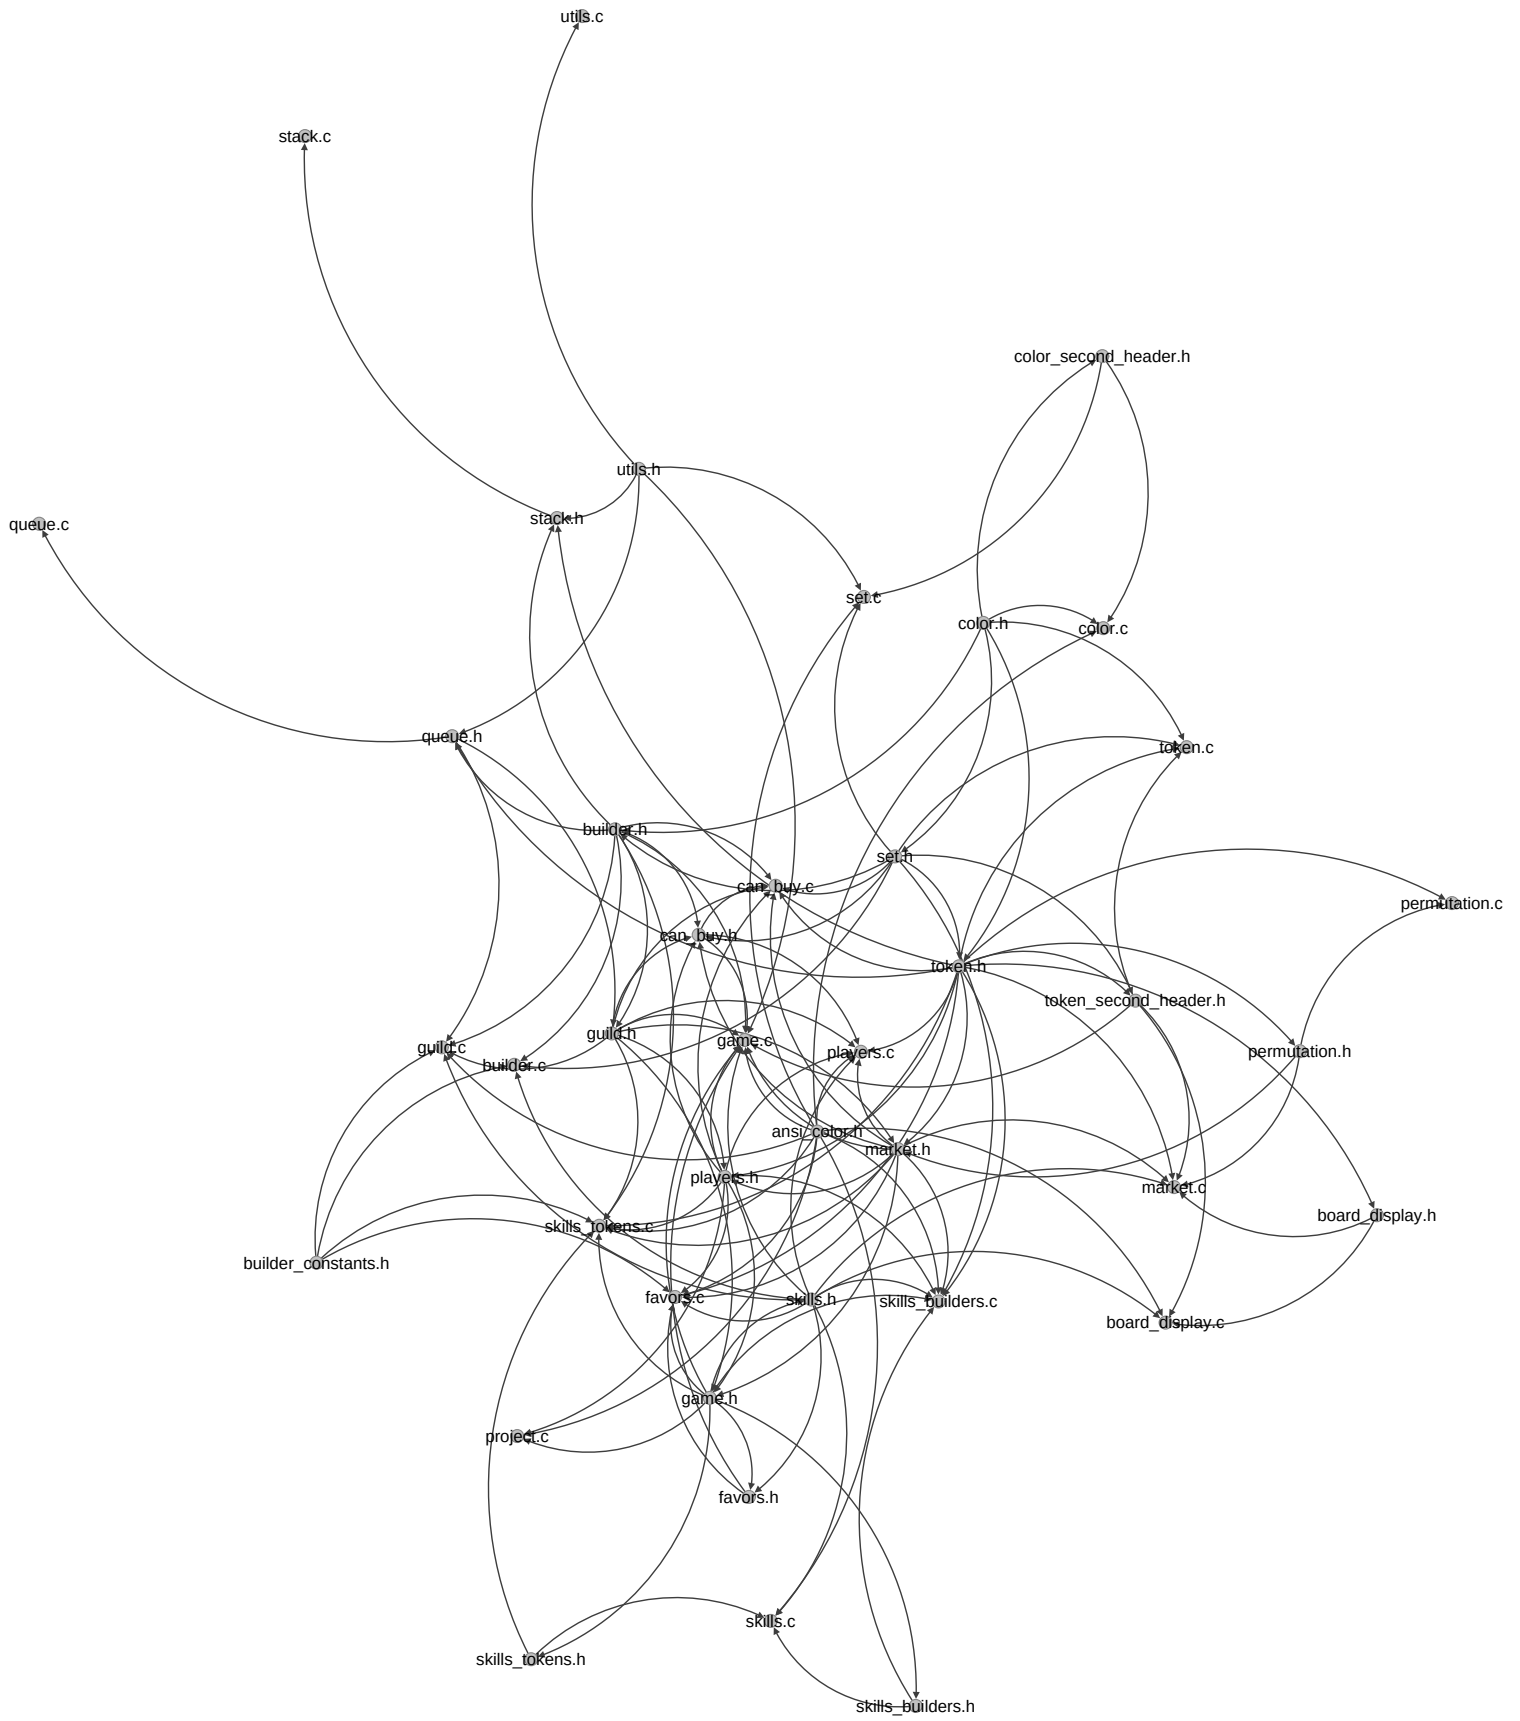 utils.c
stack.c
color_second_header.h
utils.h
stack.h
queue.c
set.c
color.h
color.c
queue.h
token.c
builder.h
set.h
can_buy.c
permutation.c
can_buy.h
token.h
token_second_header.h
guild.h
game.c
guild.c
players.c
permutation.h
builder.c
ansi_color.h
market.h
players.h
market.c
board_display.h
skills_tokens.c
builder_constants.h
favors.c
skills.h
skills_builders.c
board_display.c
game.h
project.c
favors.h
skills.c
skills_tokens.h
skills_builders.h